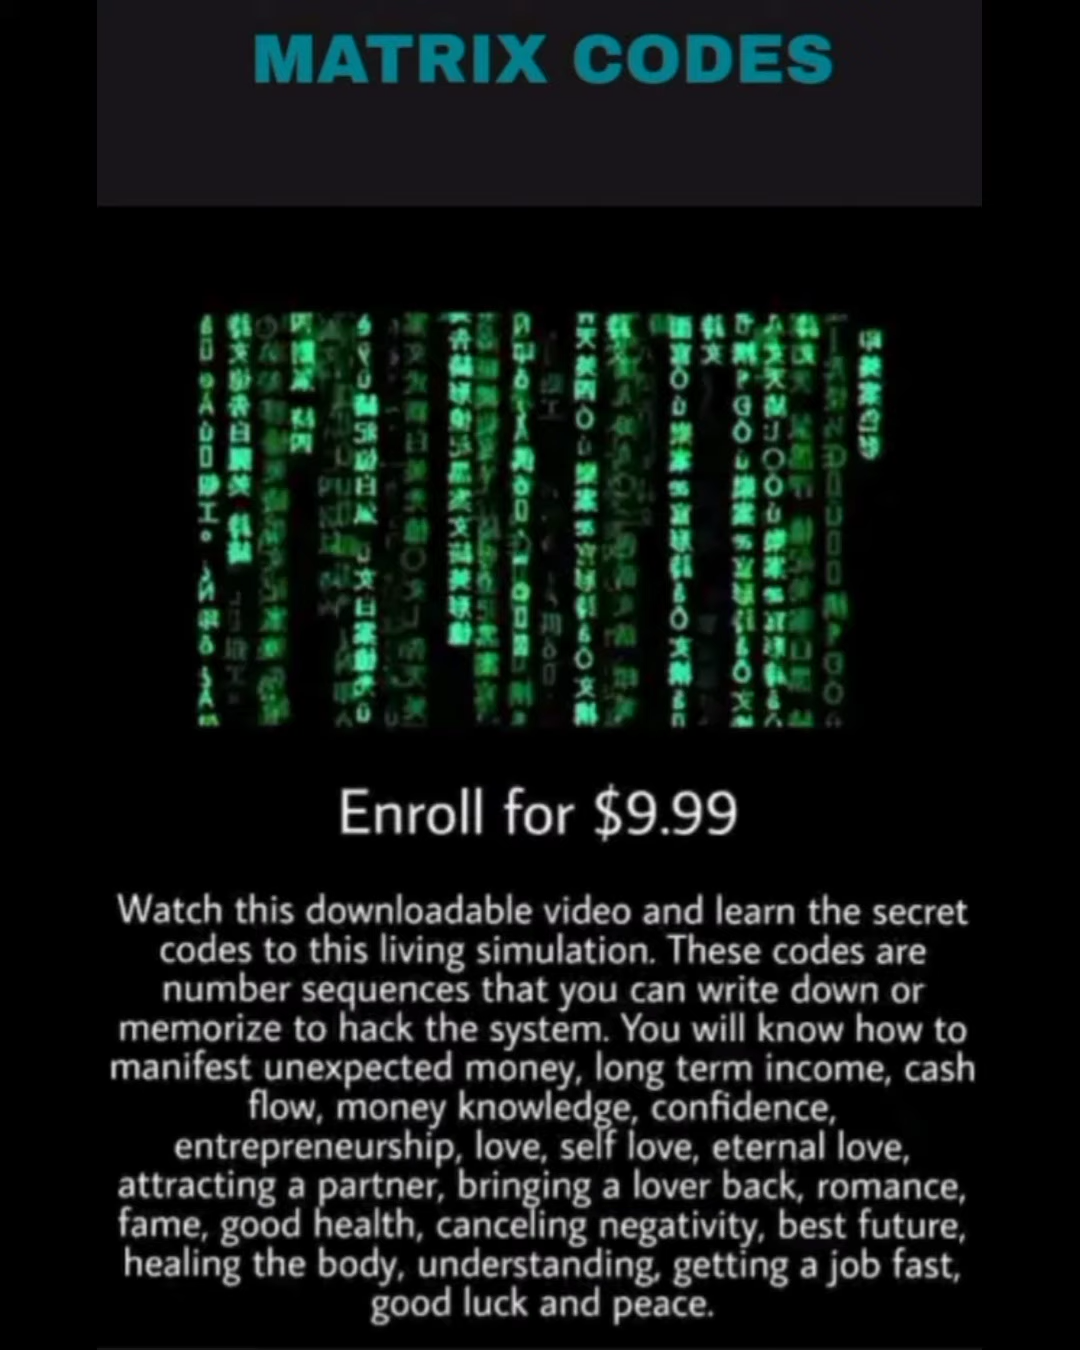 MATRIX CODES
Enroll for $9.99
Watch this downloadable video and learn the secret
codes to this living simulation. These codes are
number sequences that you can write down or
memorize to hack the system. You will know how to
manifest unexpected money, long term income, cash
flow, money knowledge, confidence,
entrepreneurship, love, self love, eternal love,
attracting a partner, bringing a lover back, romance,
fame, good health, canceling negativity, best future,
healing the body, understanding, getting a job fast,
good luck and peace.